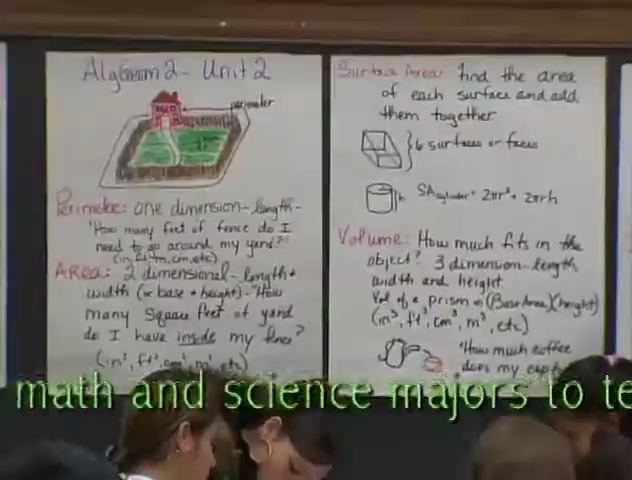 Algebra 2 - Unit 2
perimeter
Perimeter: one dimension - length -
"How many feet of fence do I
need to go around my yard?"
(in, ft, m, cm, etc)
Area: 2 dimensional - length +
width (or base + height) - "How
many square feet of yard
do I have inside my fence?
(in², ft², cm², m², etc)
Surface Area: find the area
of each surface and add
them together
6 surfaces or faces
SA cylinder = 2πr² + 2πrh
Volume: How much fits in the
object? 3 dimension - length
width and height
Vol of a prism = (Base Area)(height)
(in³, ft³, cm³, m³, etc)
"How much coffee
does my cup
math and science majors to te